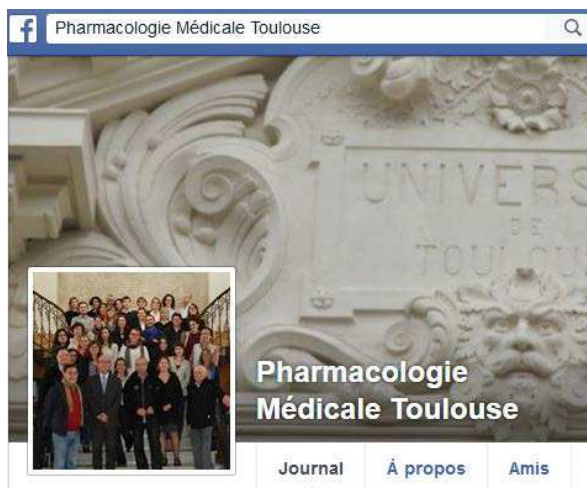 f Pharmacologie Médicale Toulouse
UNIVERS
DE
TOULOU
Pharmacologie
Médicale Toulouse
Journal À propos Amis